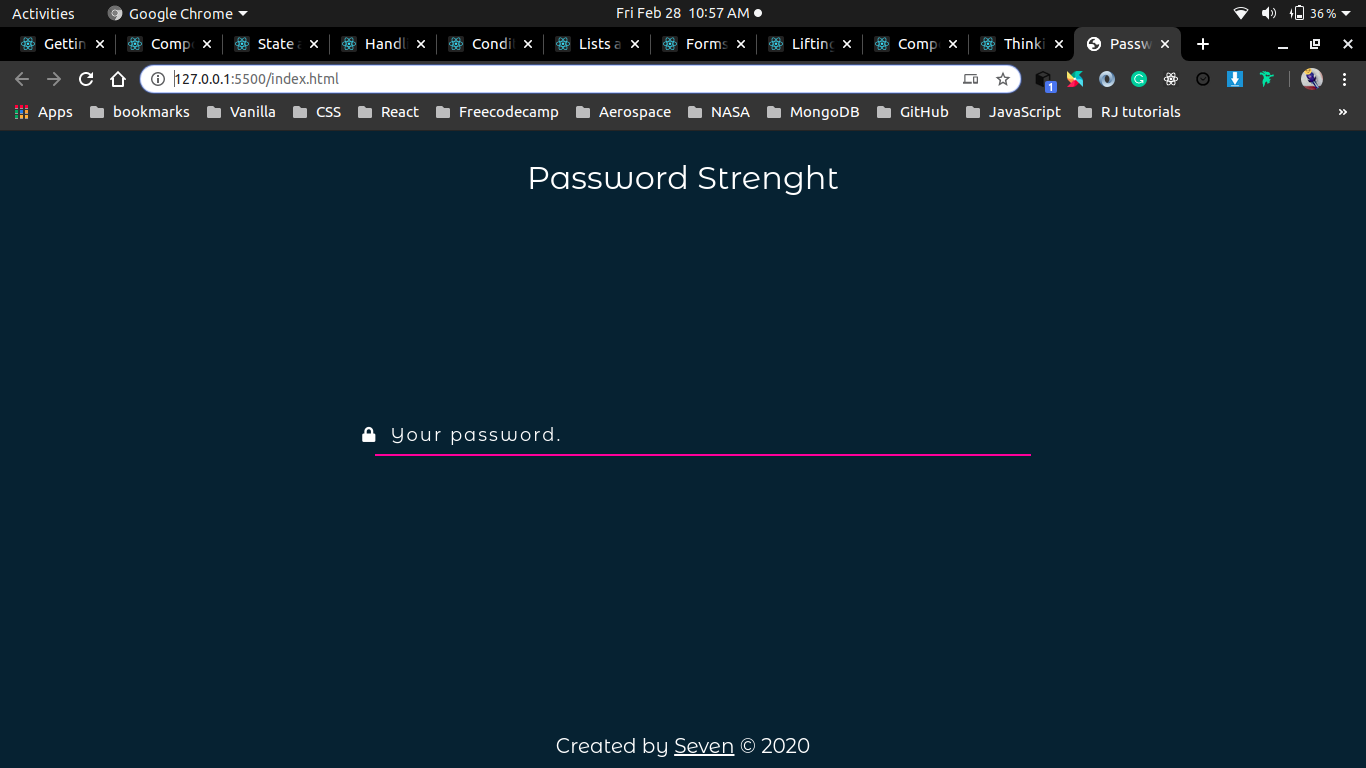 Activities Google Chrome Fri Feb 28 10:57 AM 36 %
Gettin Comp State a Handl Condi Lists a Forms Lifting Comp Thinki Passw
127.0.0.1:5500/index.html
1
Apps bookmarks Vanilla CSS React Freecodecamp Aerospace NASA MongoDB GitHub JavaScript RJ tutorials »
Password Strenght
Your password.
Created by Seven © 2020